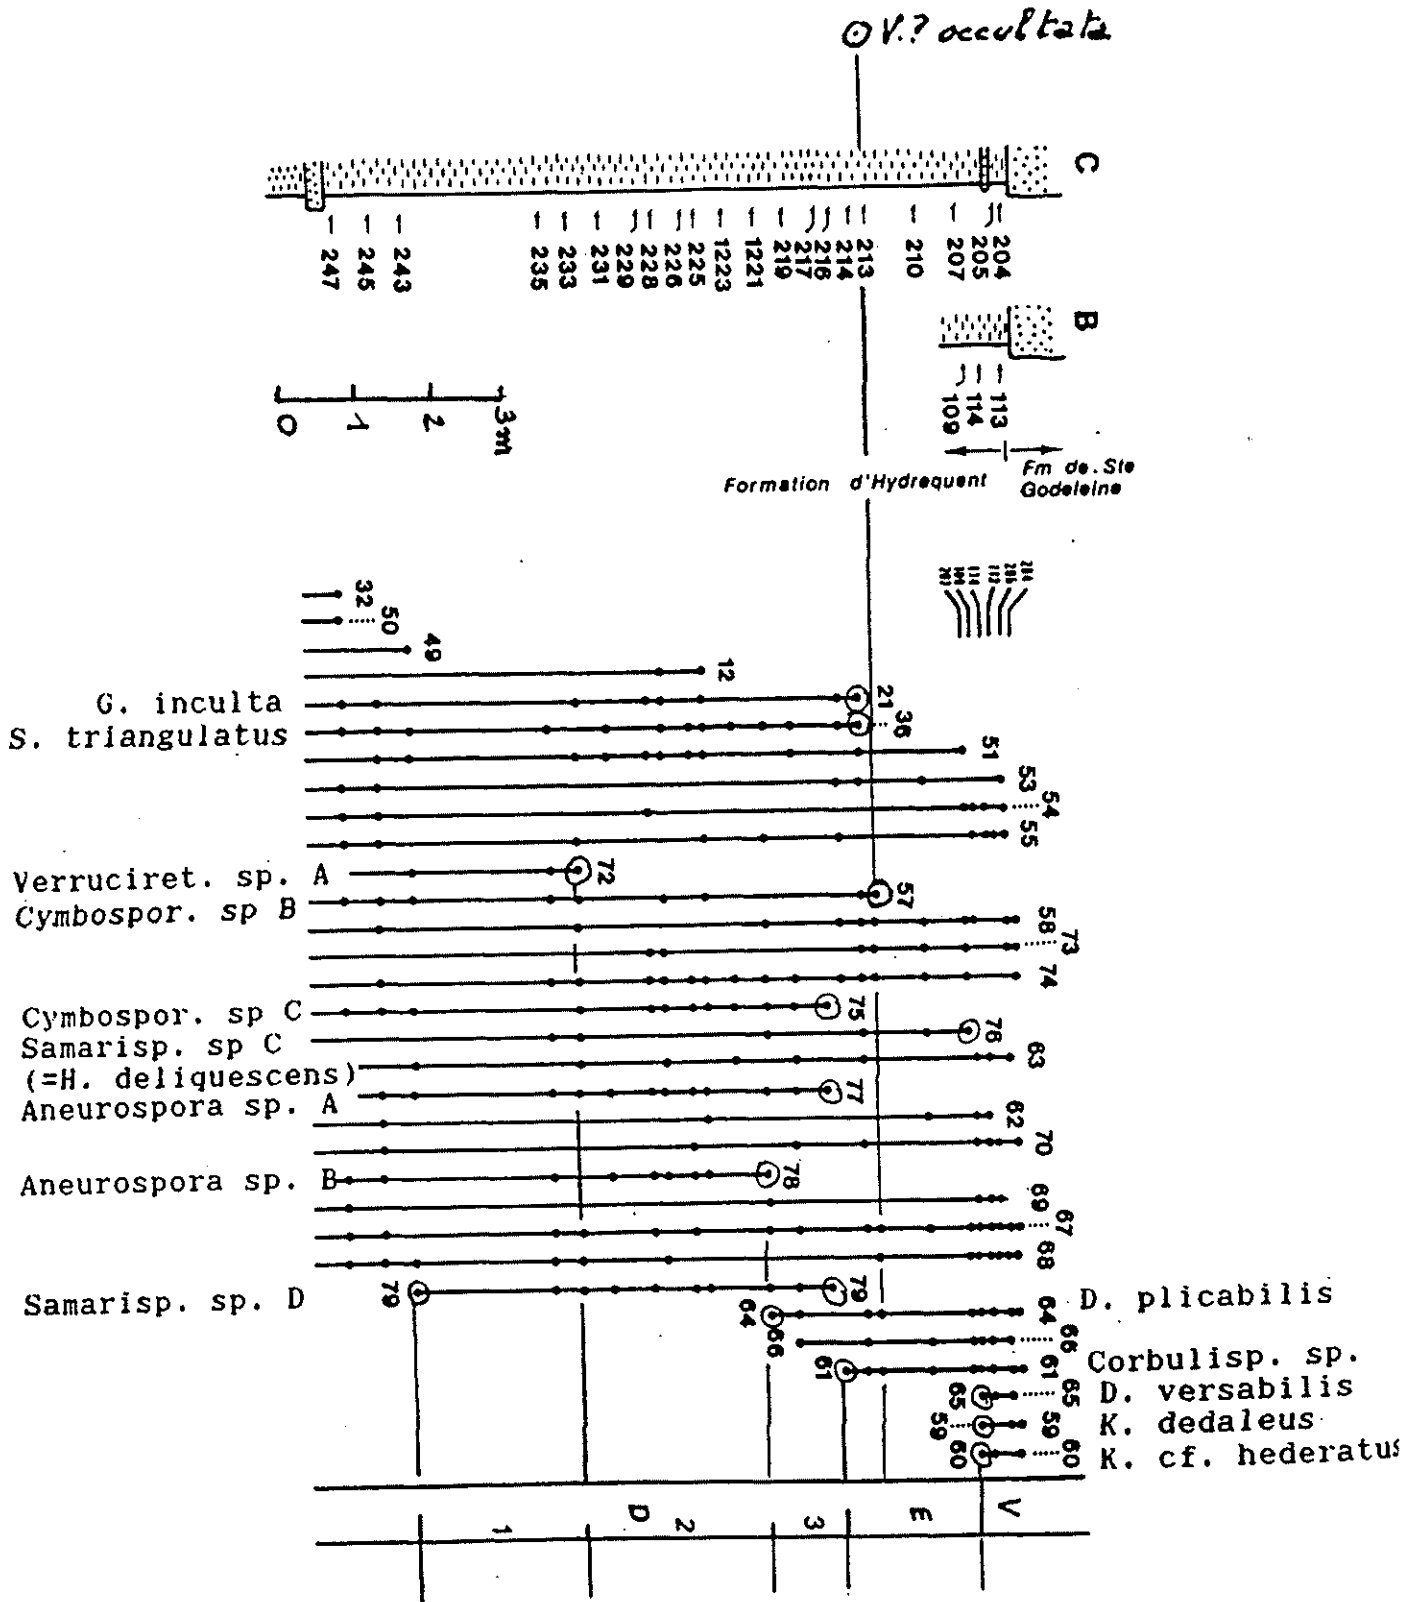 V.? occultata
C
247
245
243
235
233
231
229
228
226
225
1223
1221
219
217
216
214
213
210
207
205
204
B
109
114
113
0
1
2
3m
Formation d'Hydrequent
Fm de. Ste
Godeleine
32
50
49
12
G. inculta
21
S. triangulatus
36
51
53
54
55
Verruciret. sp. A
72
Cymbospor. sp B
57
58
73
74
Cymbospor. sp C
75
Samarisp. sp C
76
(=H. deliquescens)
63
Aneurospora sp. A
77
62
70
Aneurospora sp. B
78
69
67
68
Samarisp. sp. D
79
79
64
64
D. plicabilis
66
66
61
61
Corbulisp. sp.
65
65
D. versabilis
59
59
K. dedaleus
60
60
K. cf. hederatus
1
D
2
3
E
V